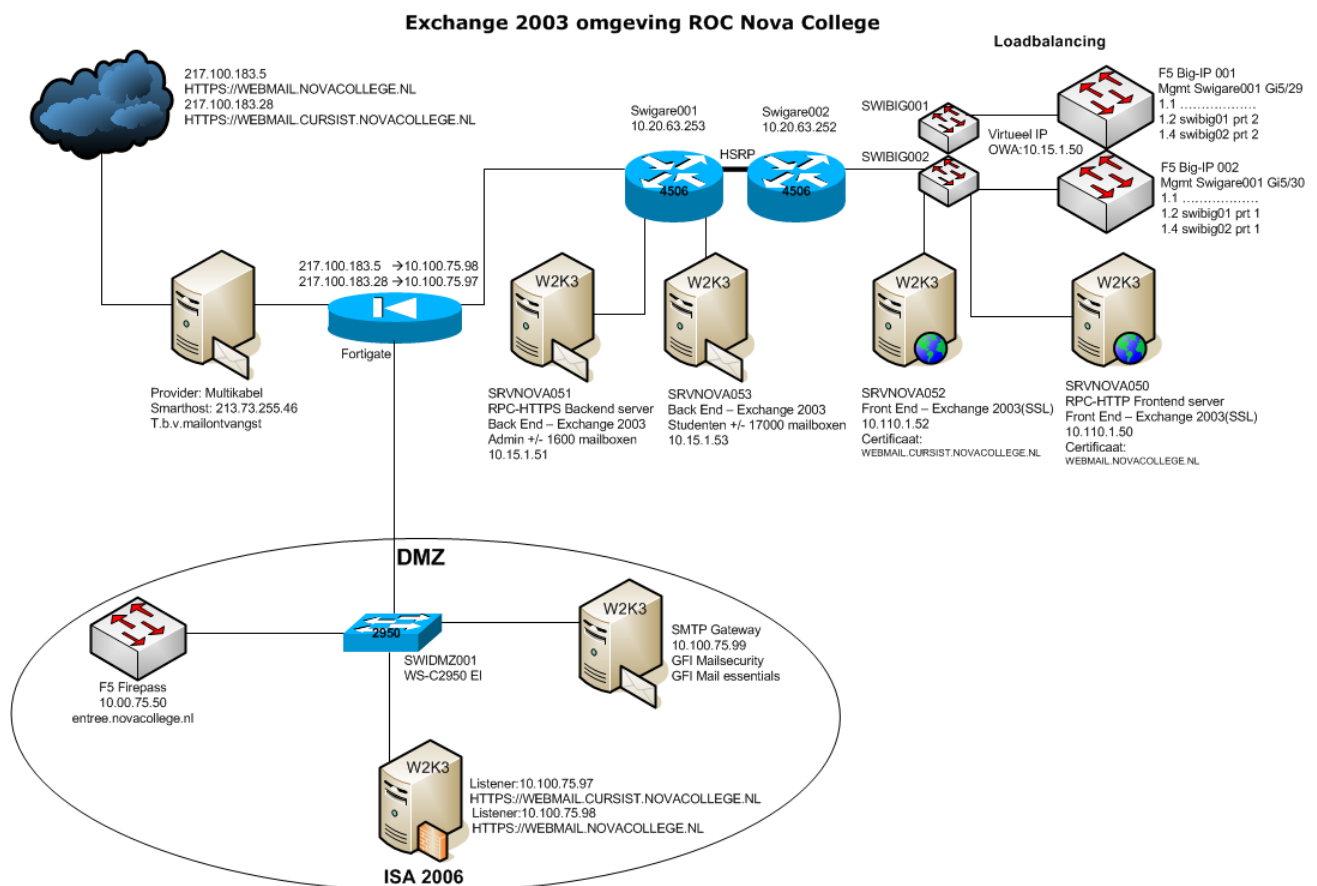 Exchange 2003 omgeving ROC Nova College
217.100.183.5
HTTPS://WEBMAIL.NOVACOLLEGE.NL
217.100.183.28
HTTPS://WEBMAIL.CURSIST.NOVACOLLEGE.NL
Loadbalancing
Swigare001
10.20.63.253
4506
HSRP
Swigare002
10.20.63.252
4506
SWIBIG001
SWIBIG002
Virtueel IP
OWA:10.15.1.50
F5 Big-IP 001
Mgmt Swigare001 Gi5/29
1.1 ...................
1.2 swibig01 prt 2
1.4 swibig02 prt 2
F5 Big-IP 002
Mgmt Swigare001 Gi5/30
1.1 ...................
1.2 swibig01 prt 1
1.4 swibig02 prt 1
Provider: Multikabel
Smarthost: 213.73.255.46
T.b.v.mailontvangst
217.100.183.5 →10.100.75.98
217.100.183.28 →10.100.75.97
Fortigate
W2K3
SRVNOVA051
RPC-HTTPS Backend server
Back End – Exchange 2003
Admin +/- 1600 mailboxen
10.15.1.51
W2K3
SRVNOVA053
Back End – Exchange 2003
Studenten +/- 17000 mailboxen
10.15.1.53
W2K3
SRVNOVA052
Front End – Exchange 2003(SSL)
10.110.1.52
Certificaat:
WEBMAIL.CURSIST.NOVACOLLEGE.NL
W2K3
SRVNOVA050
RPC-HTTP Frontend server
Front End – Exchange 2003(SSL)
10.110.1.50
Certificaat:
WEBMAIL.NOVACOLLEGE.NL
DMZ
F5 Firepass
10.00.75.50
entree.novacollege.nl
2950
SWIDMZ001
WS-C2950 EI
W2K3
SMTP Gateway
10.100.75.99
GFI Mailsecurity
GFI Mail essentials
W2K3
Listener:10.100.75.97
HTTPS://WEBMAIL.CURSIST.NOVACOLLEGE.NL
Listener:10.100.75.98
HTTPS://WEBMAIL.NOVACOLLEGE.NL
ISA 2006